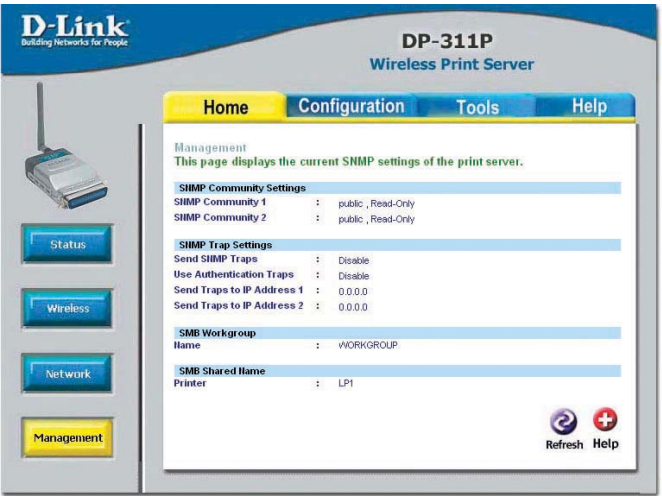 D-Link
Building Networks for People
DP-311P
Wireless Print Server
Home Configuration Tools Help
Management
This page displays the current SNMP settings of the print server.
SNMP Community Settings
SNMP Community 1 : public , Read-Only
SNMP Community 2 : public , Read-Only
SNMP Trap Settings
Send SNMP Traps : Disable
Use Authentication Traps : Disable
Send Traps to IP Address 1 : 0.0.0.0
Send Traps to IP Address 2 : 0.0.0.0
SMB Workgroup
Name : WORKGROUP
SMB Shared Name
Printer : LP1
Status
Wireless
Network
Management
Refresh Help